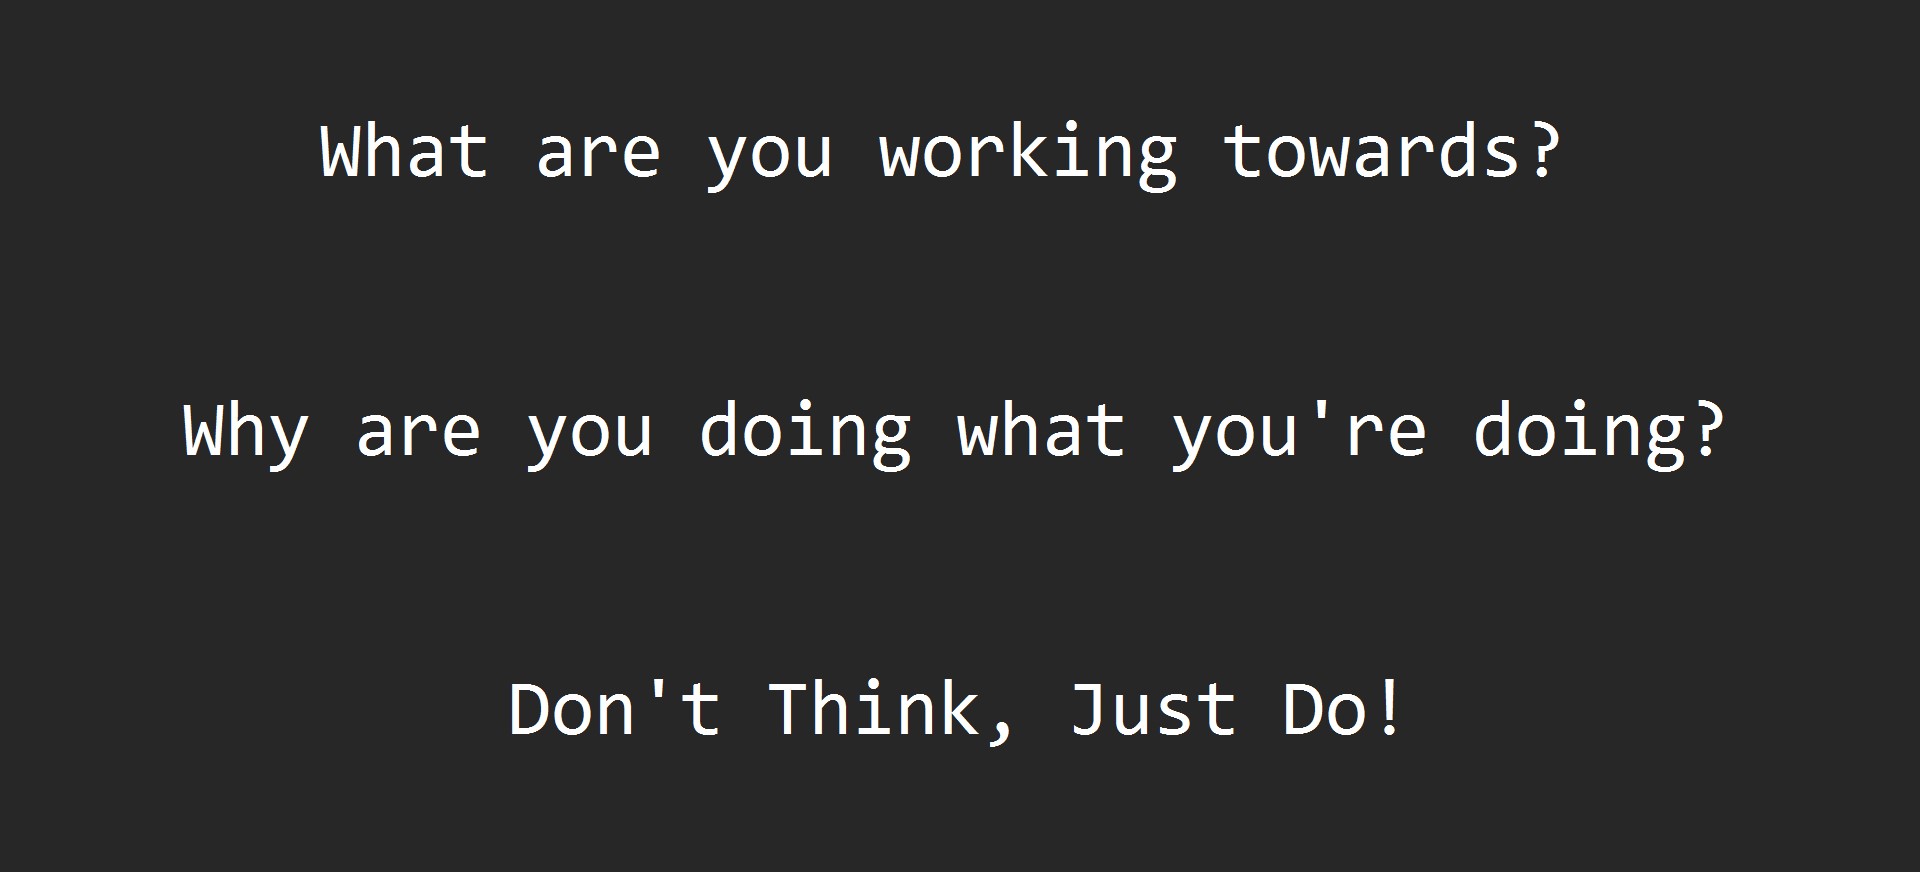 What are you working towards?
Why are you doing what you're doing?
Don't Think, Just Do!